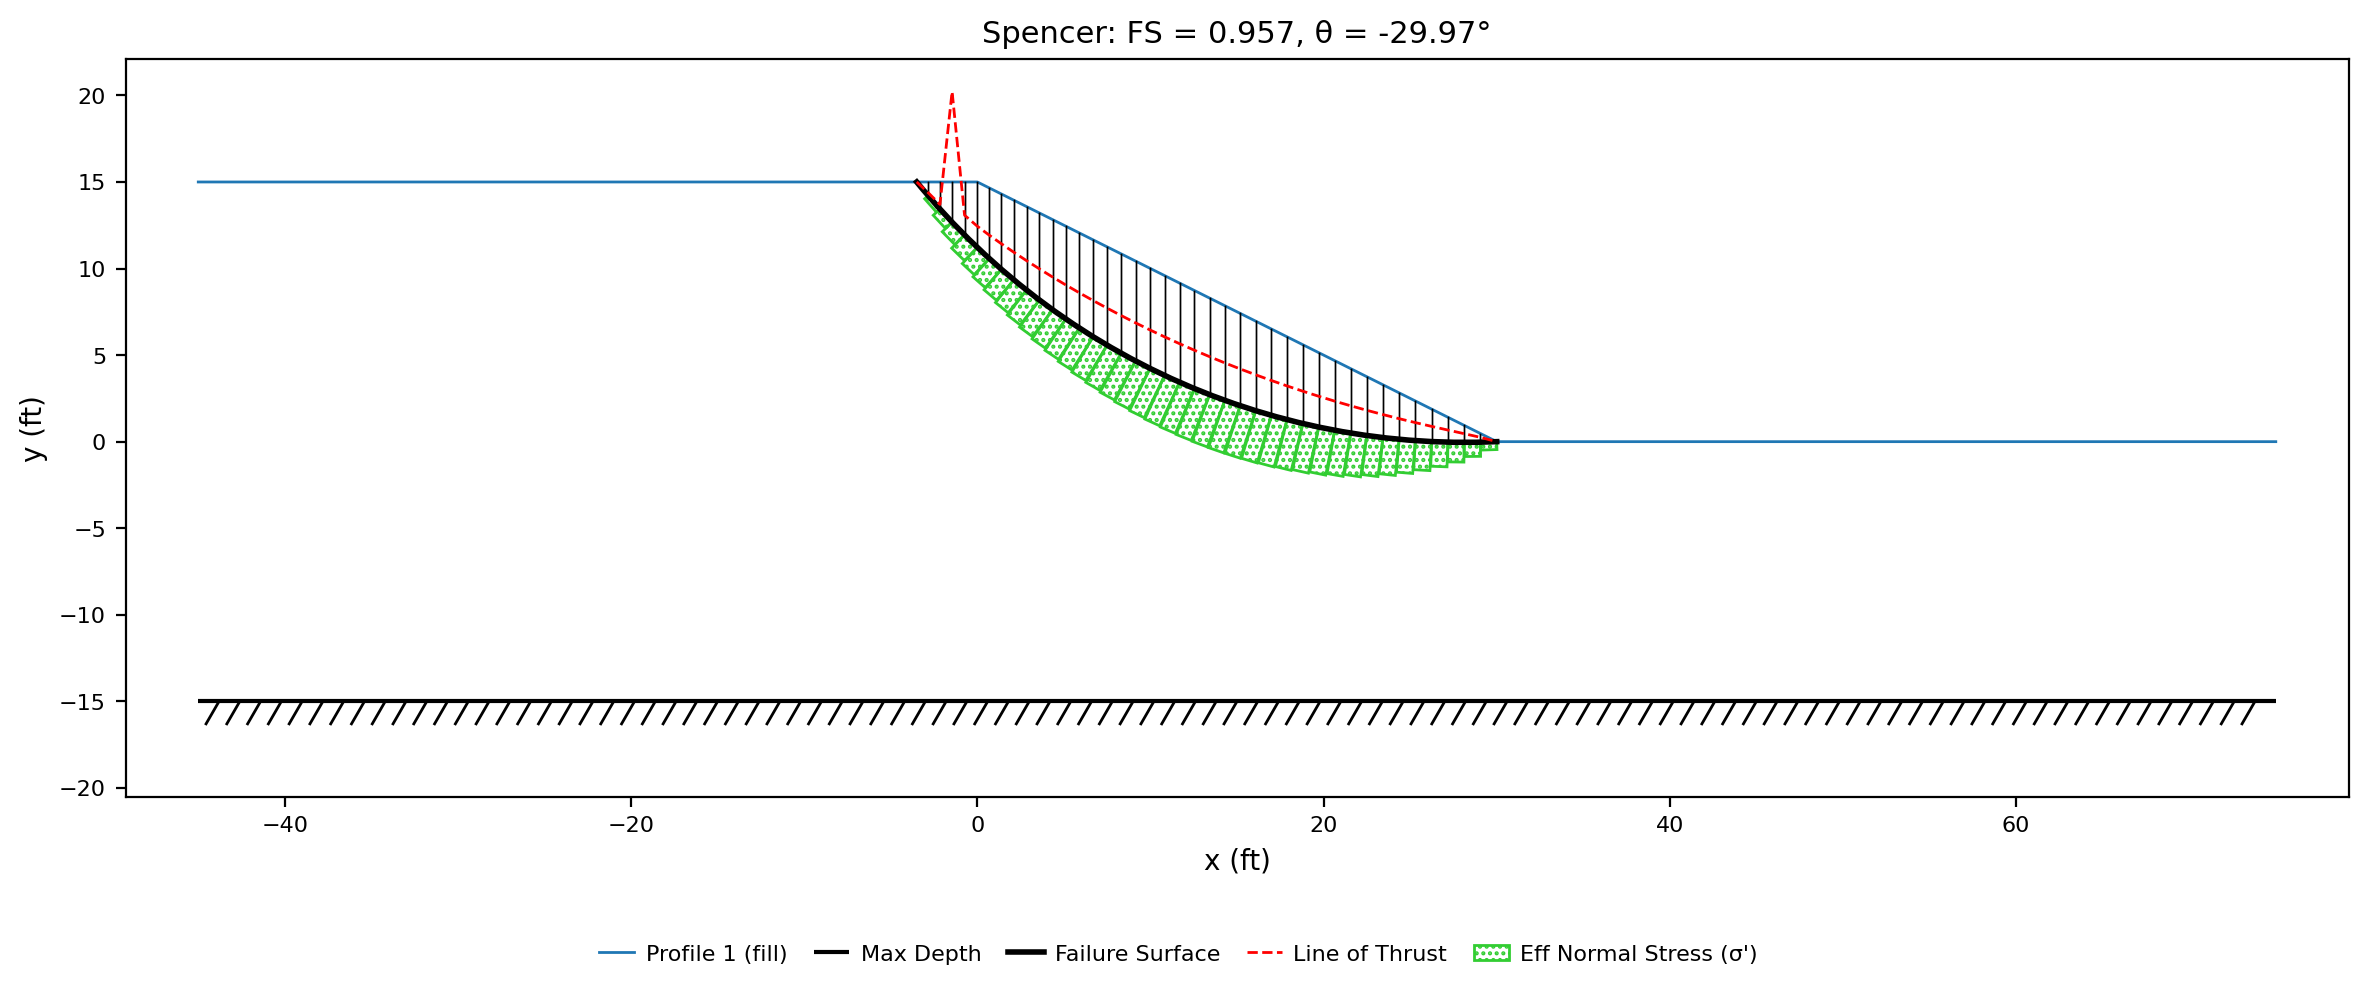 Spencer: FS = 0.957, θ = -29.97°
20
15
10
5
0
−5
−10
−15
−20
y (ft)
−40
−20
0
20
40
60
x (ft)
Profile 1 (fill)
Max Depth
Failure Surface
Line of Thrust
Eff Normal Stress (σ')